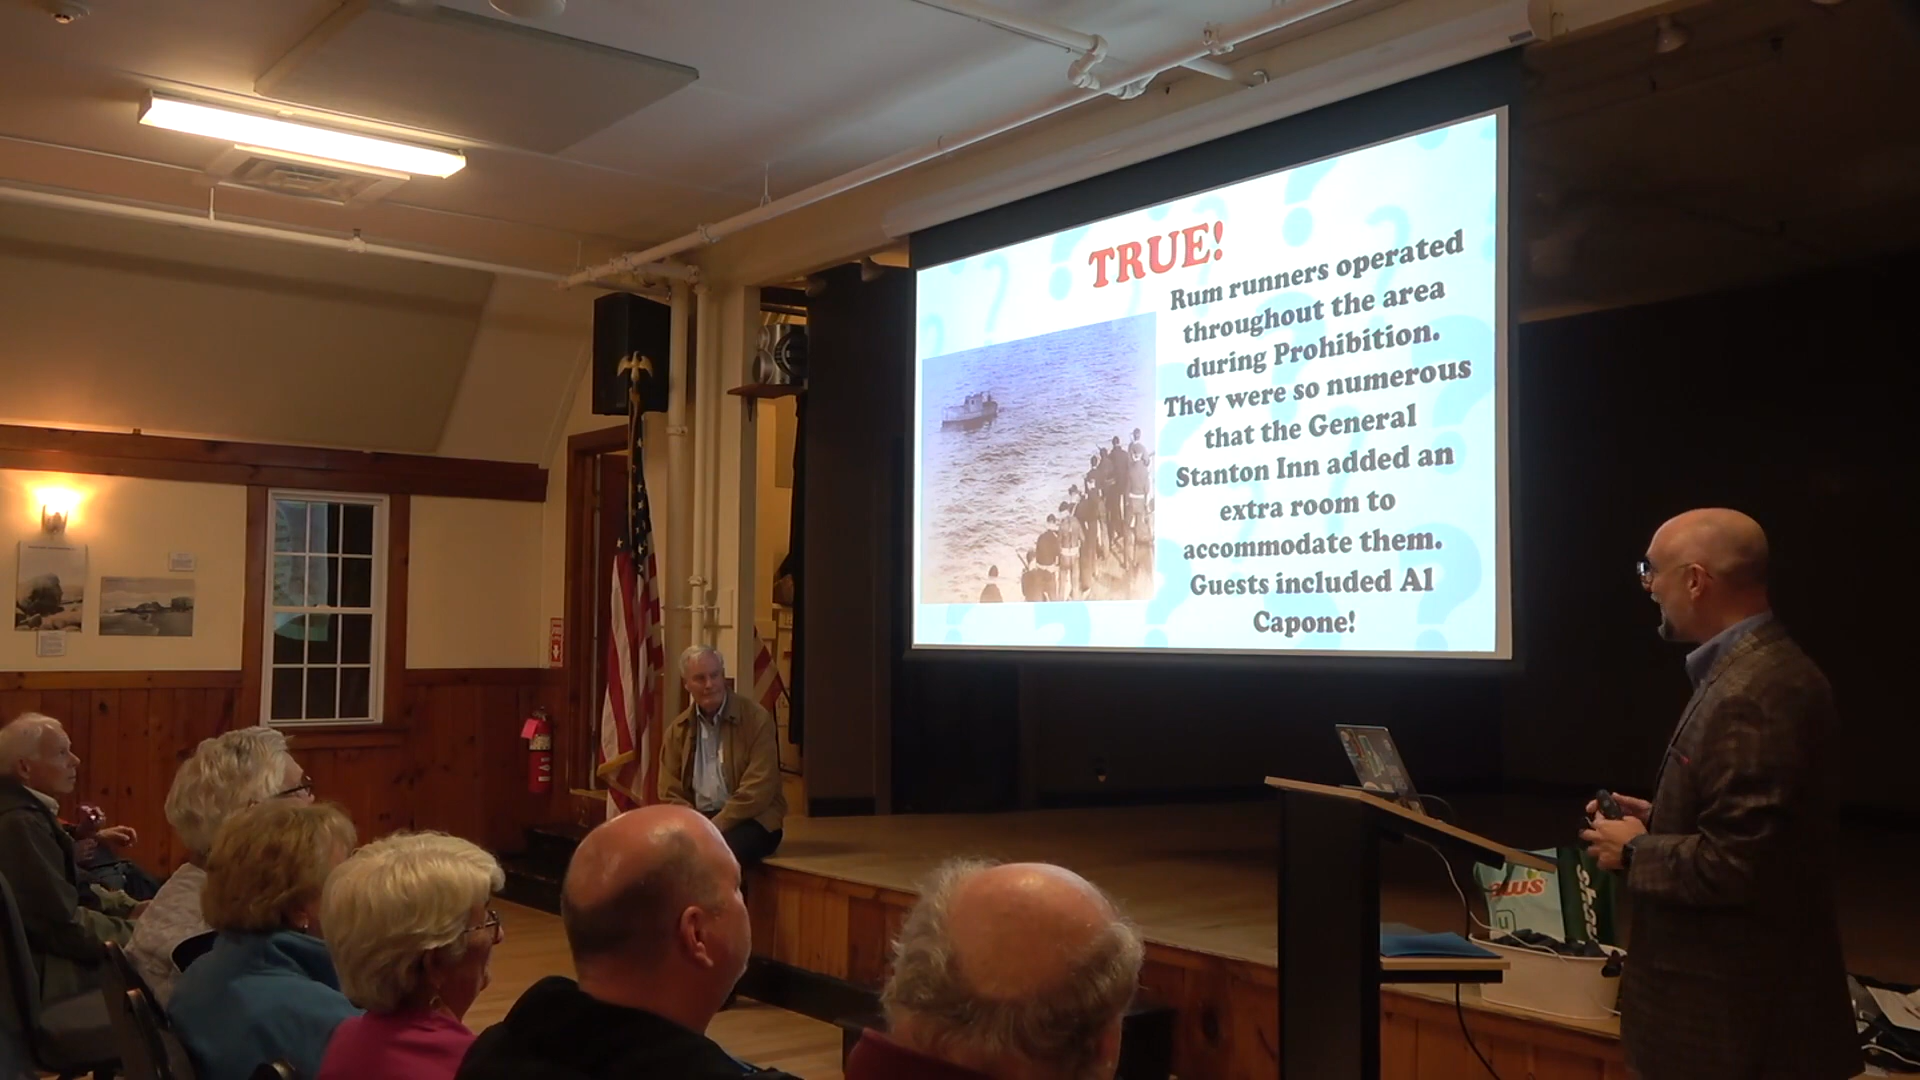 TRUE!
Rum runners operated
throughout the area
during Prohibition.
They were so numerous
that the General
Stanton Inn added an
extra room to
accommodate them.
Guests included Al
Capone!